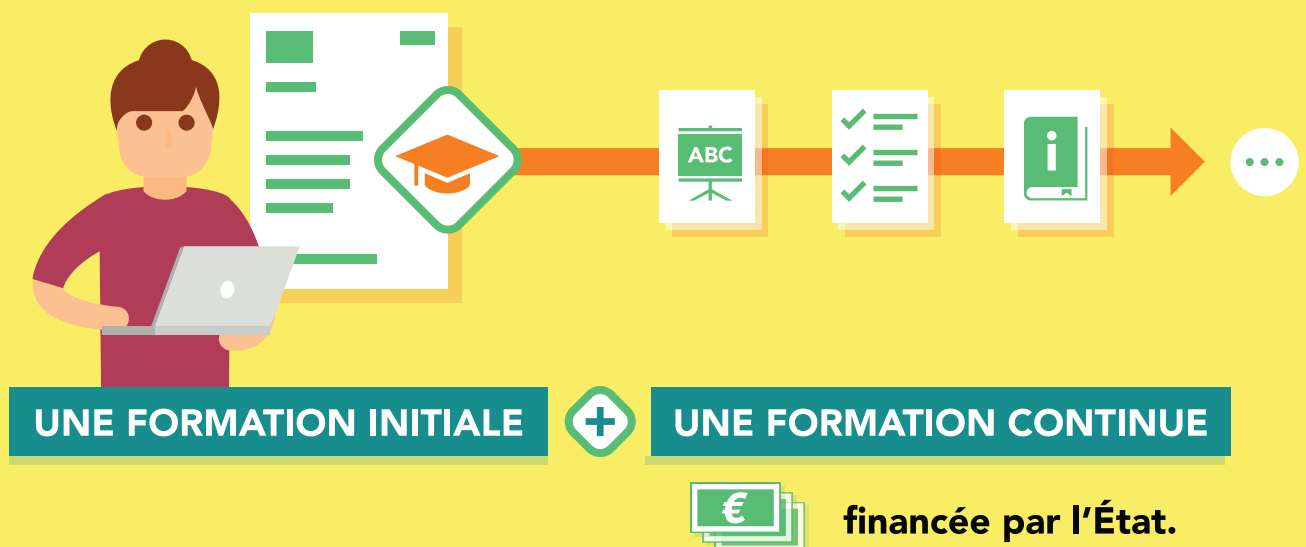 ABC
i
UNE FORMATION INITIALE
+
UNE FORMATION CONTINUE
€
financée par l'État.